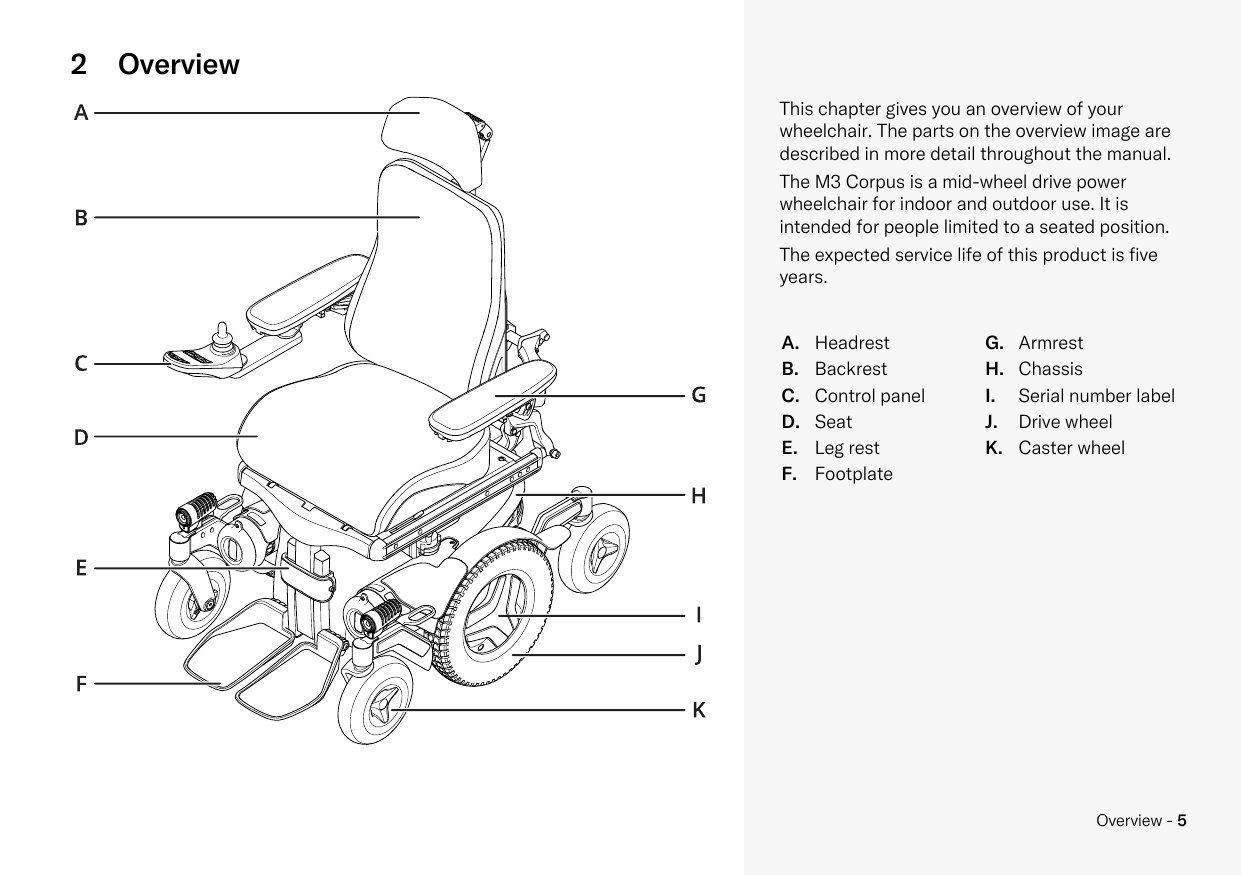 2 Overview
A
B
C
D
E
F
G
H
I
J
K
This chapter gives you an overview of your
wheelchair. The parts on the overview image are
described in more detail throughout the manual.
The M3 Corpus is a mid-wheel drive power
wheelchair for indoor and outdoor use. It is
intended for people limited to a seated position.
The expected service life of this product is five
years.
A. Headrest
B. Backrest
C. Control panel
D. Seat
E. Leg rest
F. Footplate
G. Armrest
H. Chassis
I. Serial number label
J. Drive wheel
K. Caster wheel
Overview - 5